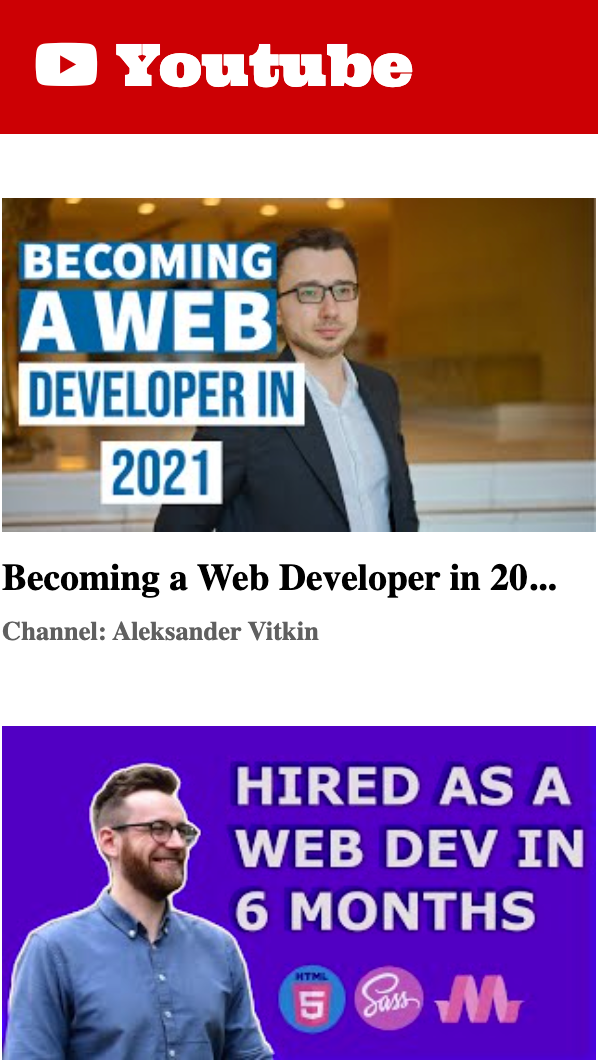 Youtube
BECOMING
A WEB
DEVELOPER IN
2021
Becoming a Web Developer in 20...
Channel: Aleksander Vitkin
HIRED AS A
WEB DEV IN
6 MONTHS
HTML
5
Sass